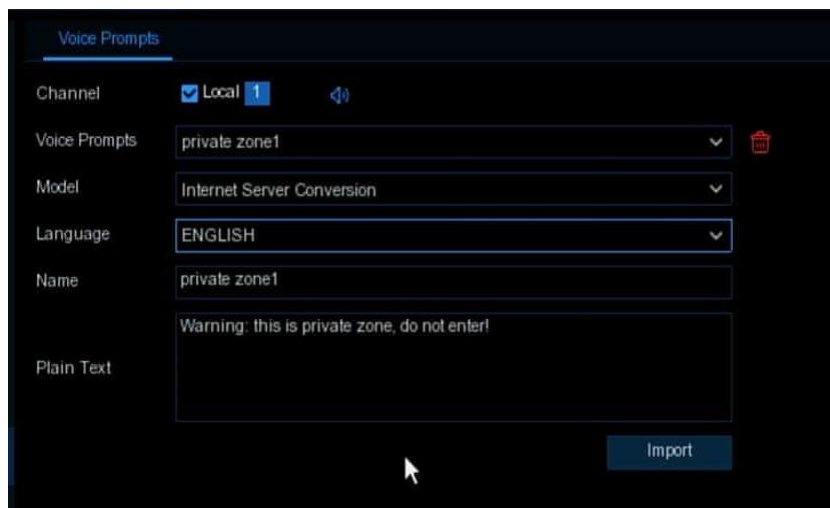 Voice Prompts
Channel Local 1
Voice Prompts private zone1
Model Internet Server Conversion
Language ENGLISH
Name private zone1
Plain Text Warning: this is private zone, do not enter!
Import